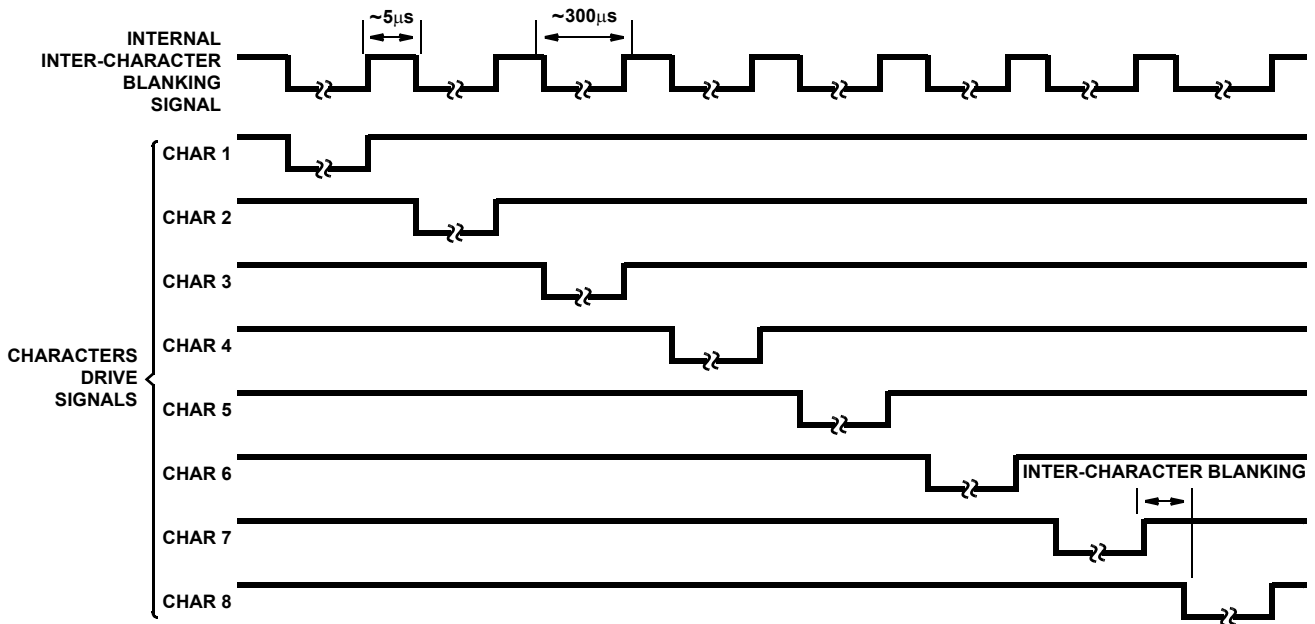 ~5µs
~300µs
INTERNAL
INTER-CHARACTER
BLANKING
SIGNAL
CHAR 1
CHAR 2
CHAR 3
CHAR 4
CHARACTERS
DRIVE
SIGNALS
CHAR 5
CHAR 6
INTER-CHARACTER BLANKING
CHAR 7
CHAR 8